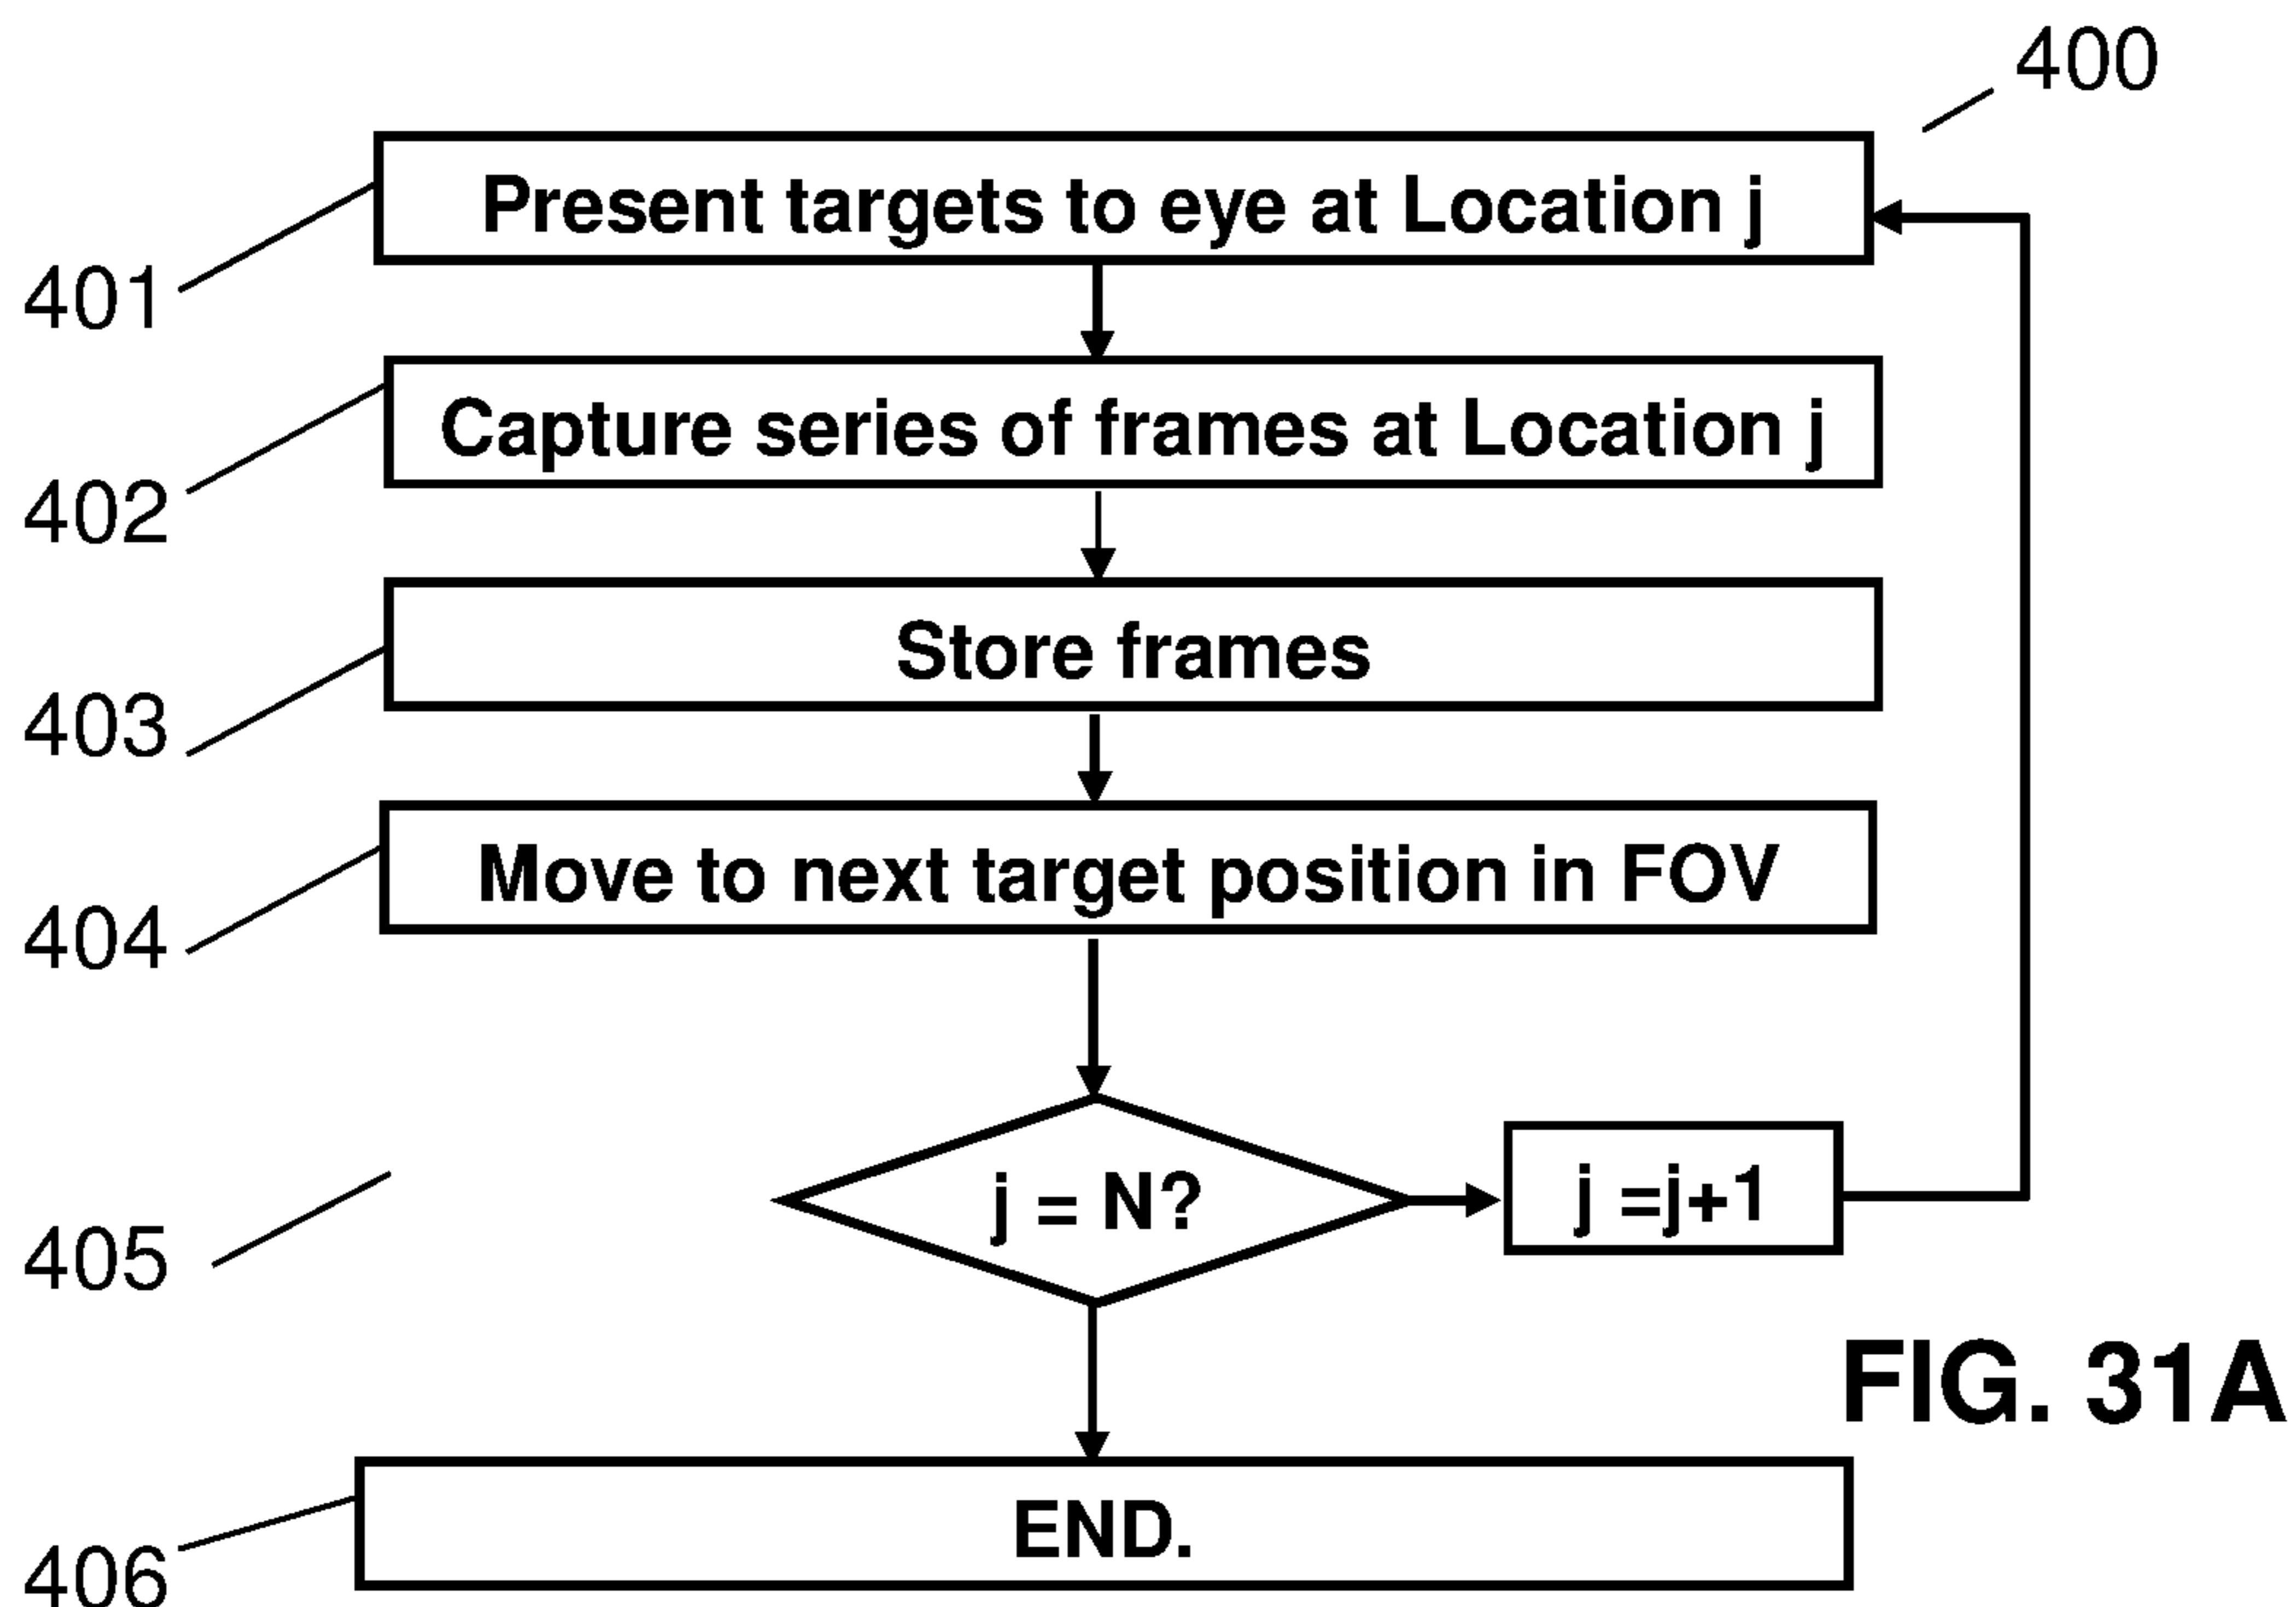 400
Present targets to eye at Location j
401
Capture series of frames at Location j
402
Store frames
403
Move to next target position in FOV
404
j = N?
j =j+1
405
FIG. 31A
END.
406